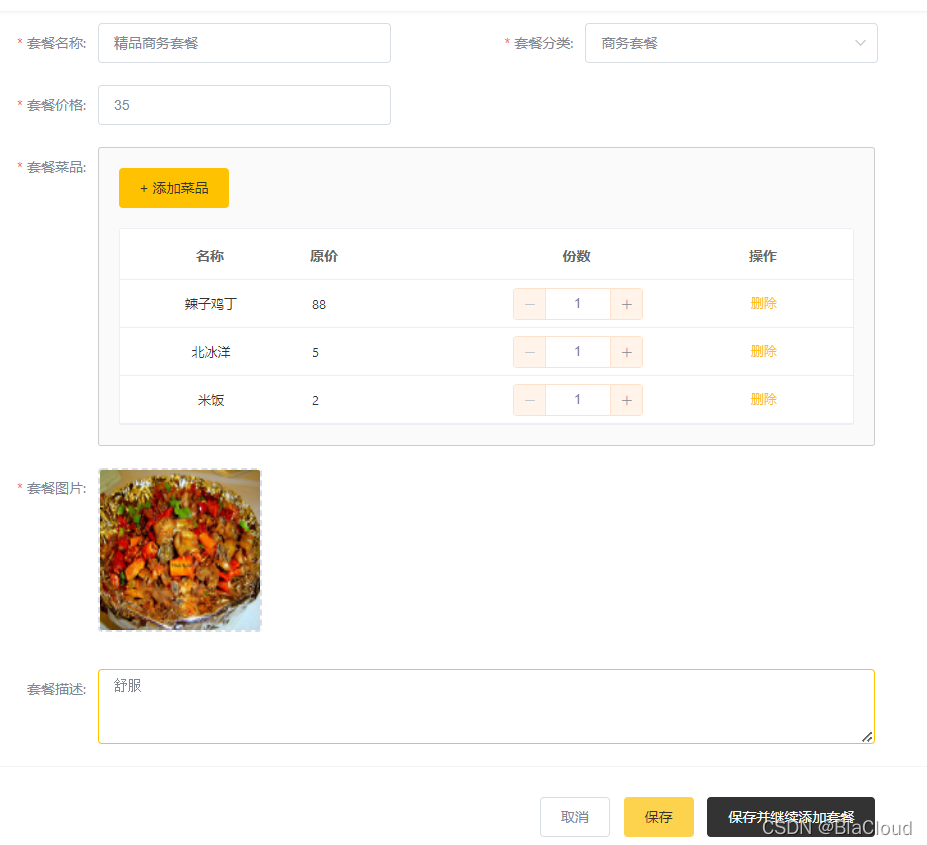 * 套餐名称: 精品商务套餐 * 套餐分类: 商务套餐
* 套餐价格: 35
* 套餐菜品:
+ 添加菜品
名称 原价 份数 操作
辣子鸡丁 88 － 1 + 删除
北冰洋 5 － 1 + 删除
米饭 2 － 1 + 删除
* 套餐图片:
套餐描述: 舒服
取消 保存 保存并继续添加套餐
CSDN @BlaCloud